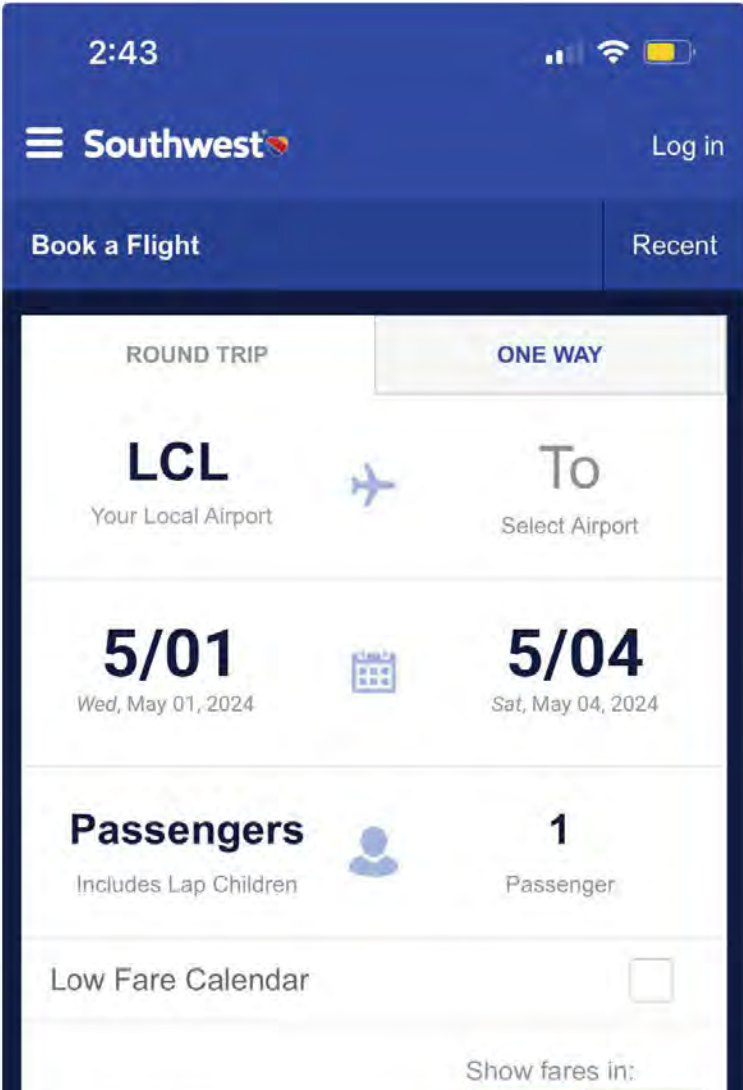 2:43
Southwest
Log in
Book a Flight
Recent
ROUND TRIP
ONE WAY
LCL
To
Your Local Airport
Select Airport
5/01
5/04
Wed, May 01, 2024
Sat, May 04, 2024
Passengers
1
Includes Lap Children
Passenger
Low Fare Calendar
Show fares in: